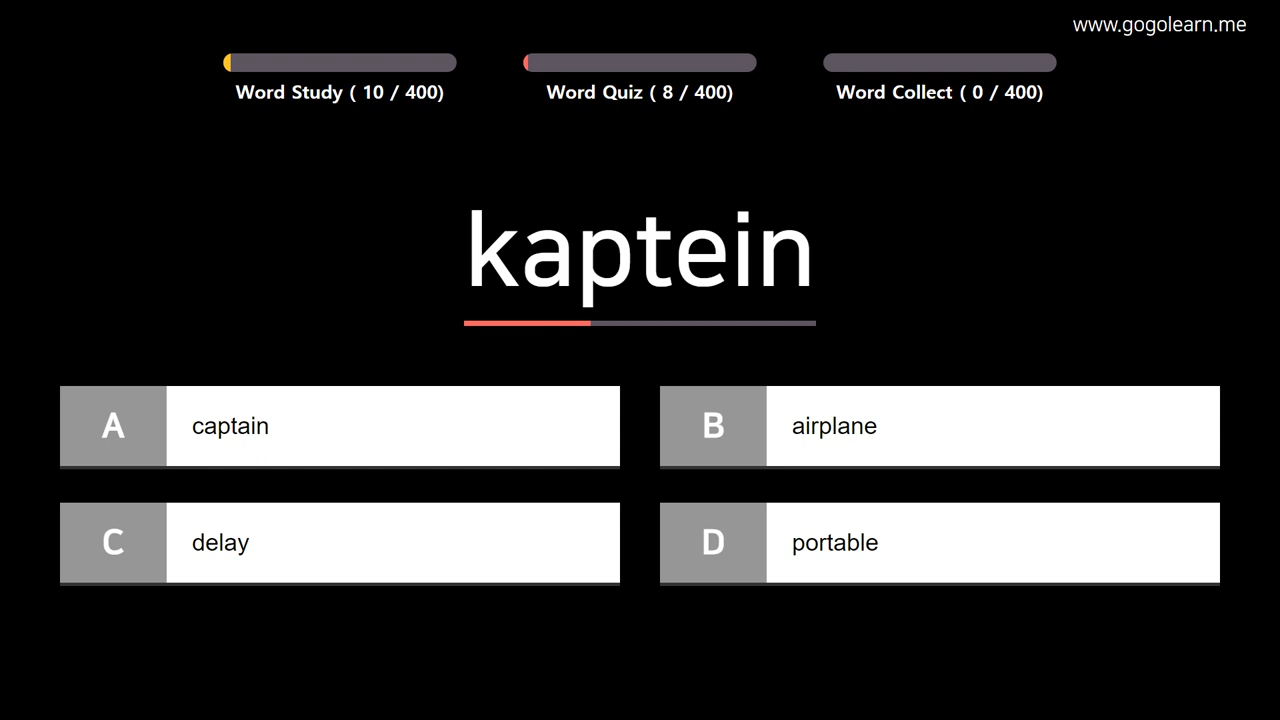 www.gogolearn.me
Word Study ( 10 / 400)
Word Quiz ( 8 / 400)
Word Collect ( 0 / 400)
kaptein
A captain
B airplane
C delay
D portable